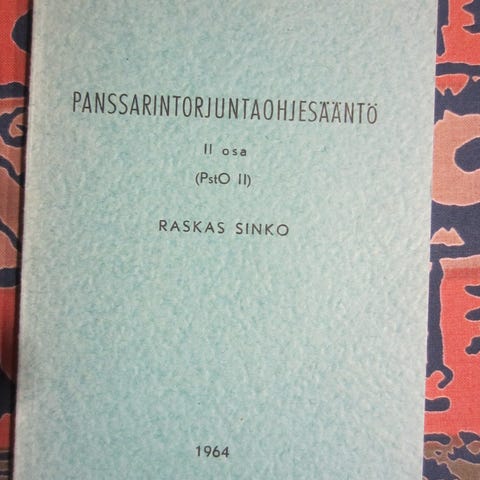 PANSSARINTORJUNTAOHJESÄÄNTÖ
II osa
(PstO II)
RASKAS SINKO
1964